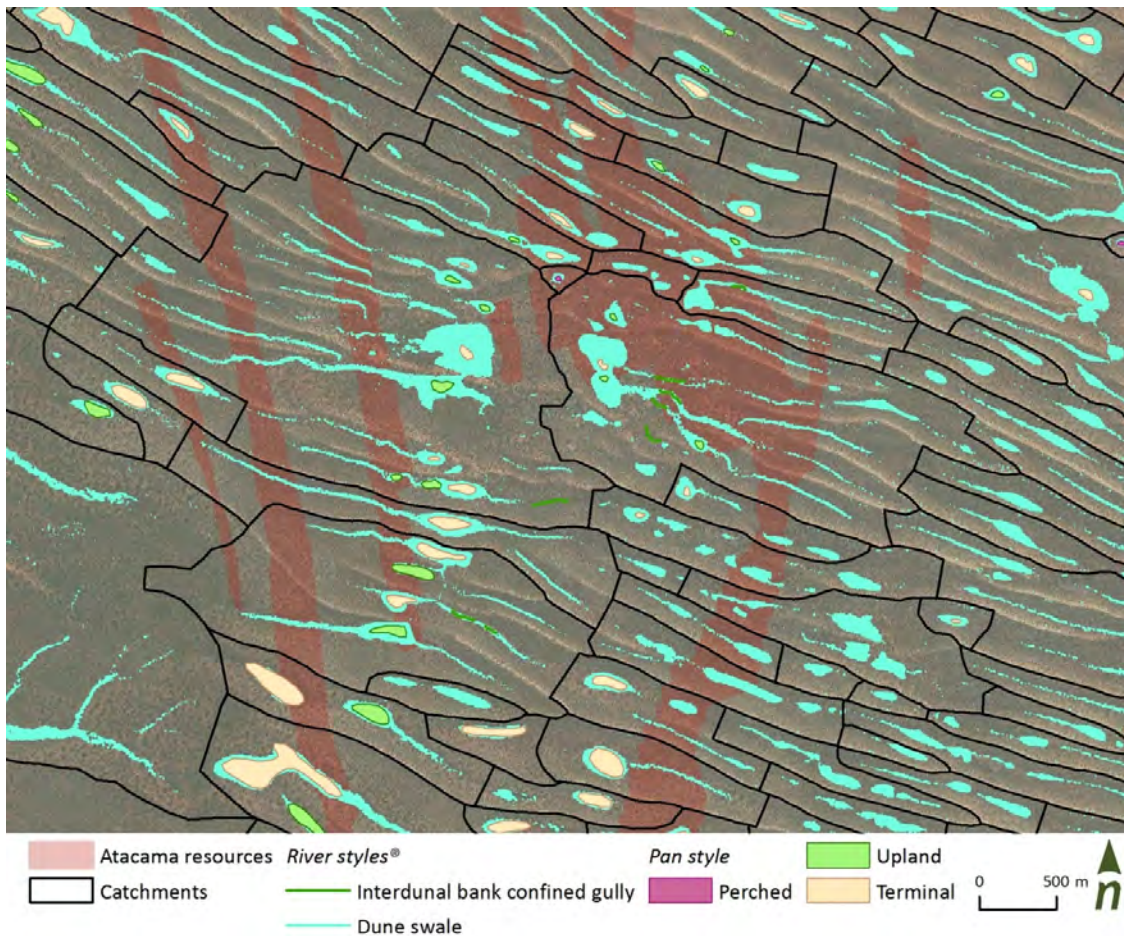 Atacama resources
Catchments
River styles®
Interdunal bank confined gully
Dune swale
Pan style
Perched
Upland
Terminal
0 500 m
n